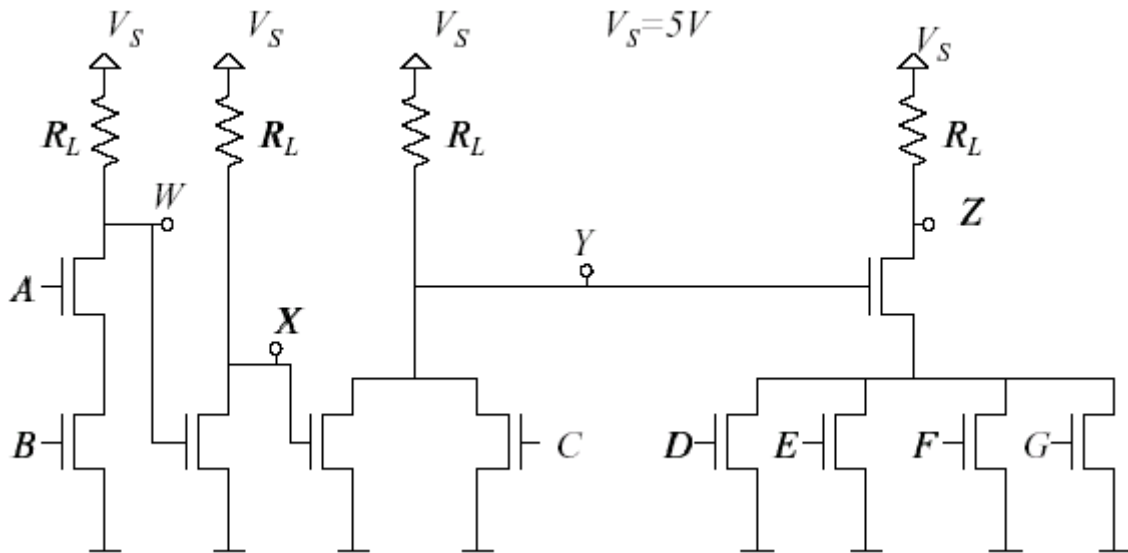 V_S V_S V_S V_S=5V V_S
R_L R_L R_L R_L
W Z
Y
A
X
B C D E F G